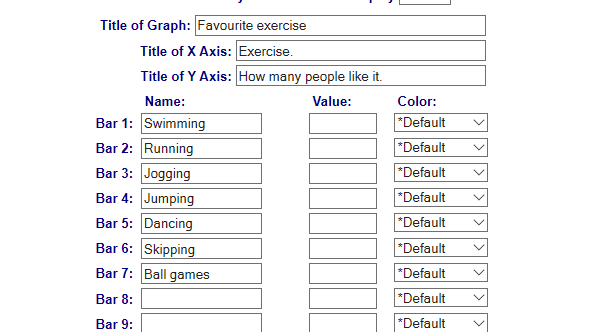 Title of Graph: Favourite exercise
Title of X Axis: Exercise.
Title of Y Axis: How many people like it.
Name: Value: Color:
Bar 1: Swimming *Default
Bar 2: Running *Default
Bar 3: Jogging *Default
Bar 4: Jumping *Default
Bar 5: Dancing *Default
Bar 6: Skipping *Default
Bar 7: Ball games *Default
Bar 8: *Default
Bar 9: *Default